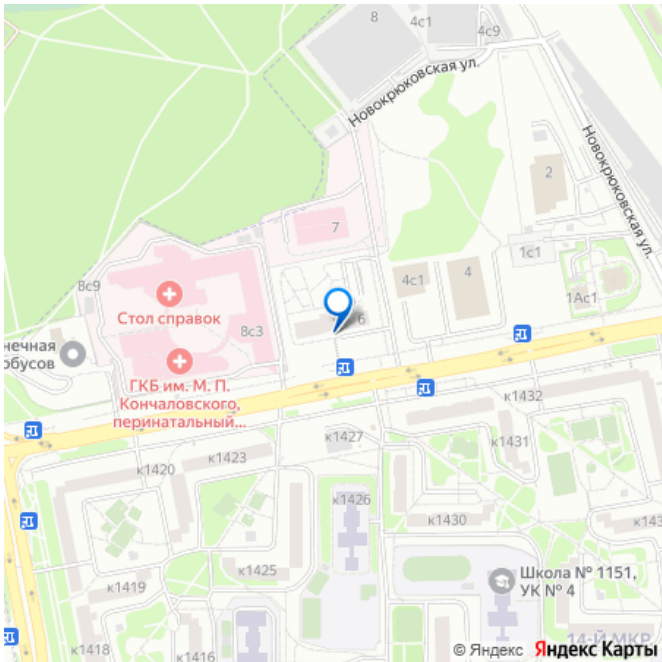 8
4с1
4с9
Новокрюковская ул.
Новокрюковская ул.
2
7
1с1
4с1
4
1Ас1
8с9
Стол справок
8с3
6
нечная
обусов
ГКБ им. М. П.
Кончаловского,
перинатальный...
к1432
к1427
к1431
к1423
к1420
к1426
к1430
к143
к1425
к1419
Школа № 1151,
УК № 4
к1418
к1416
14-Й МКР
© Яндекс Яндекс Карты